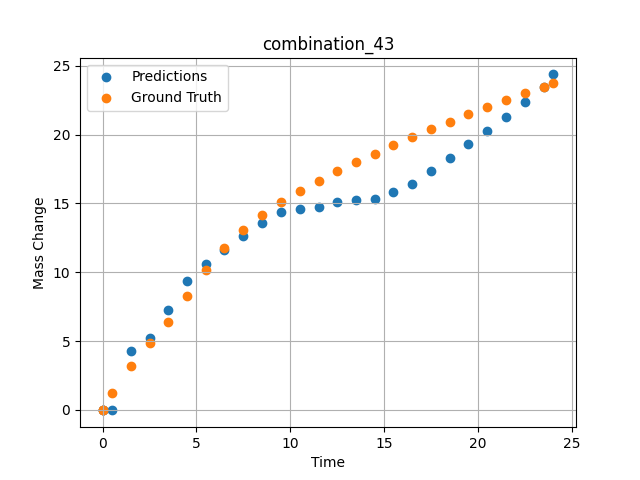 combination_43
Predictions
Ground Truth
25
20
15
10
5
0
Mass Change
0 5 10 15 20 25
Time